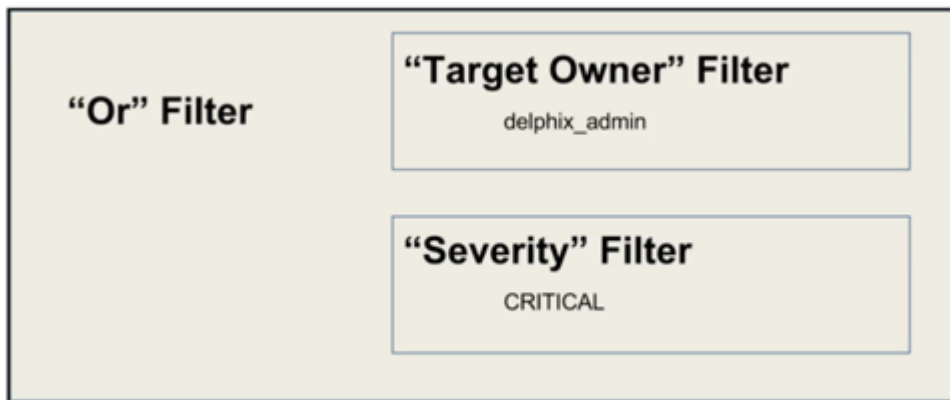 “Or” Filter
“Target Owner” Filter
delphix_admin
“Severity” Filter
CRITICAL